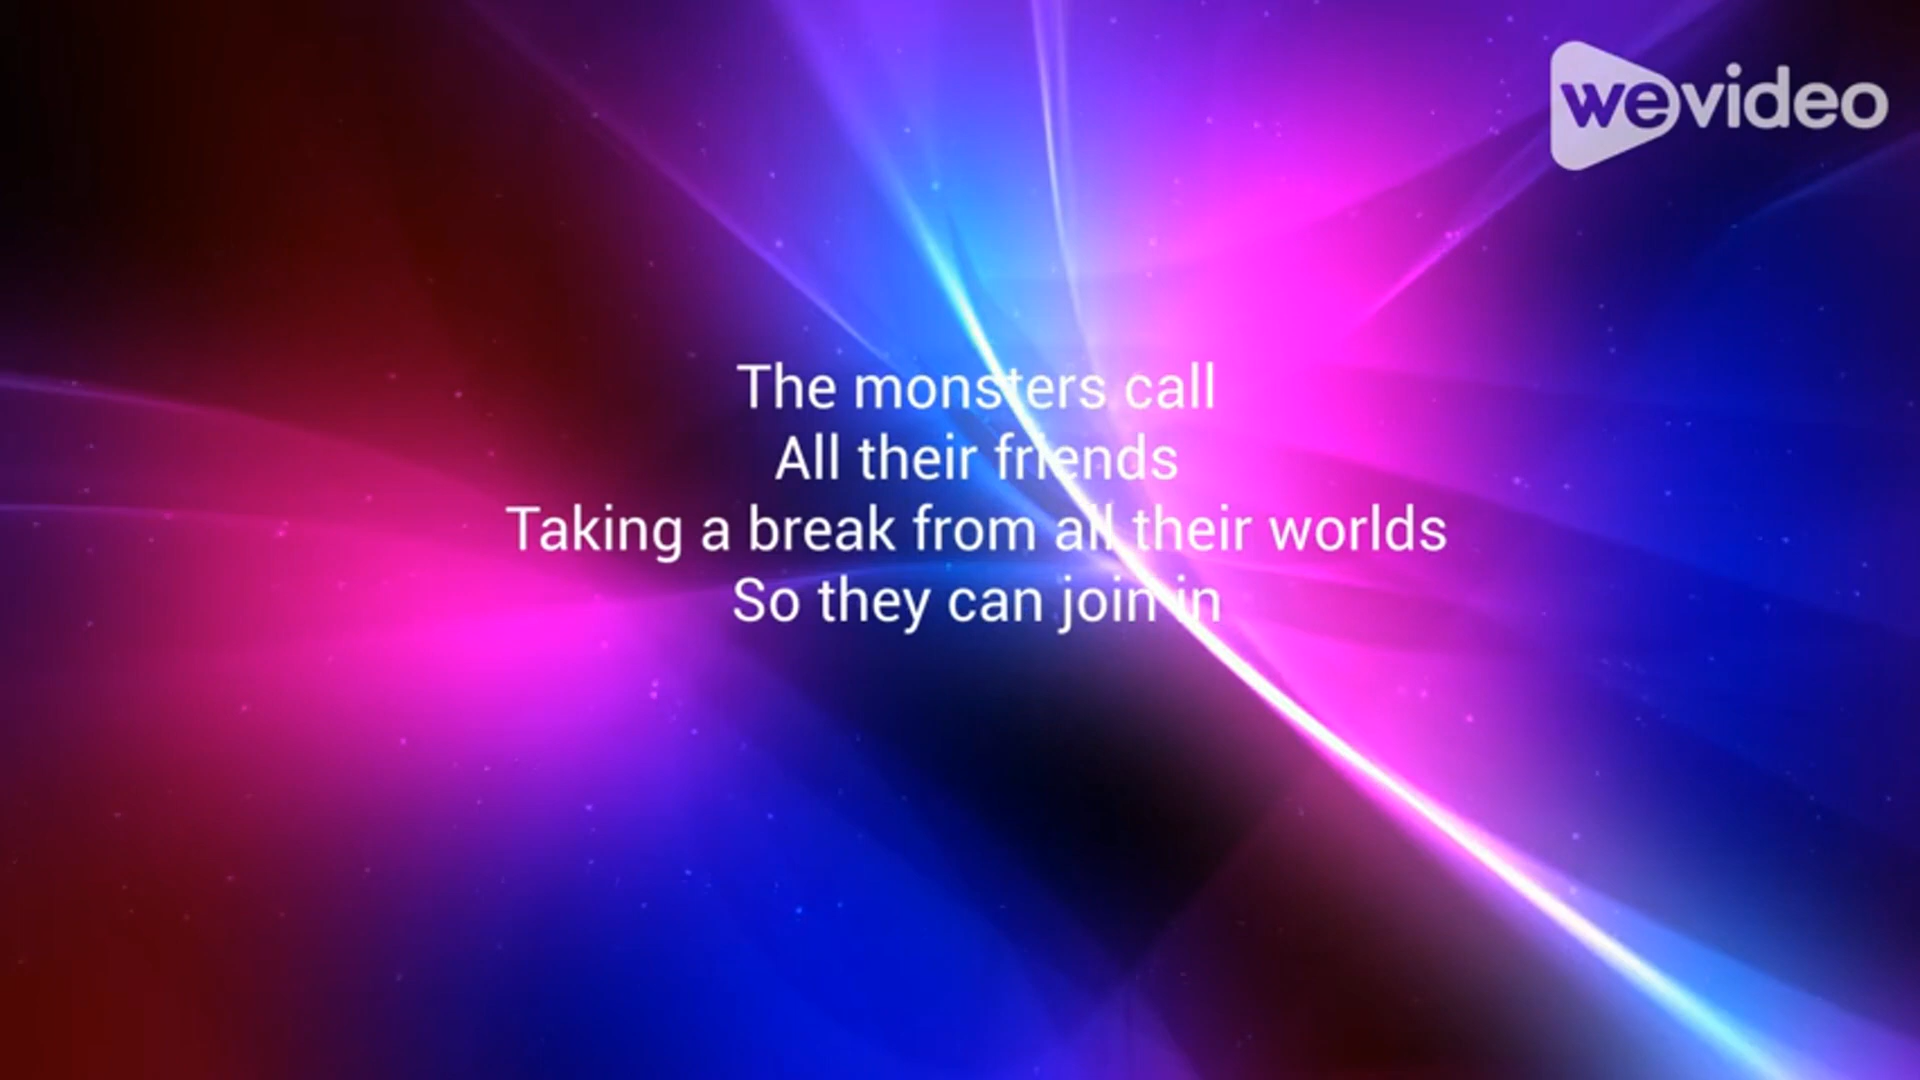 wevideo
The monsters call
All their friends
Taking a break from all their worlds
So they can join in